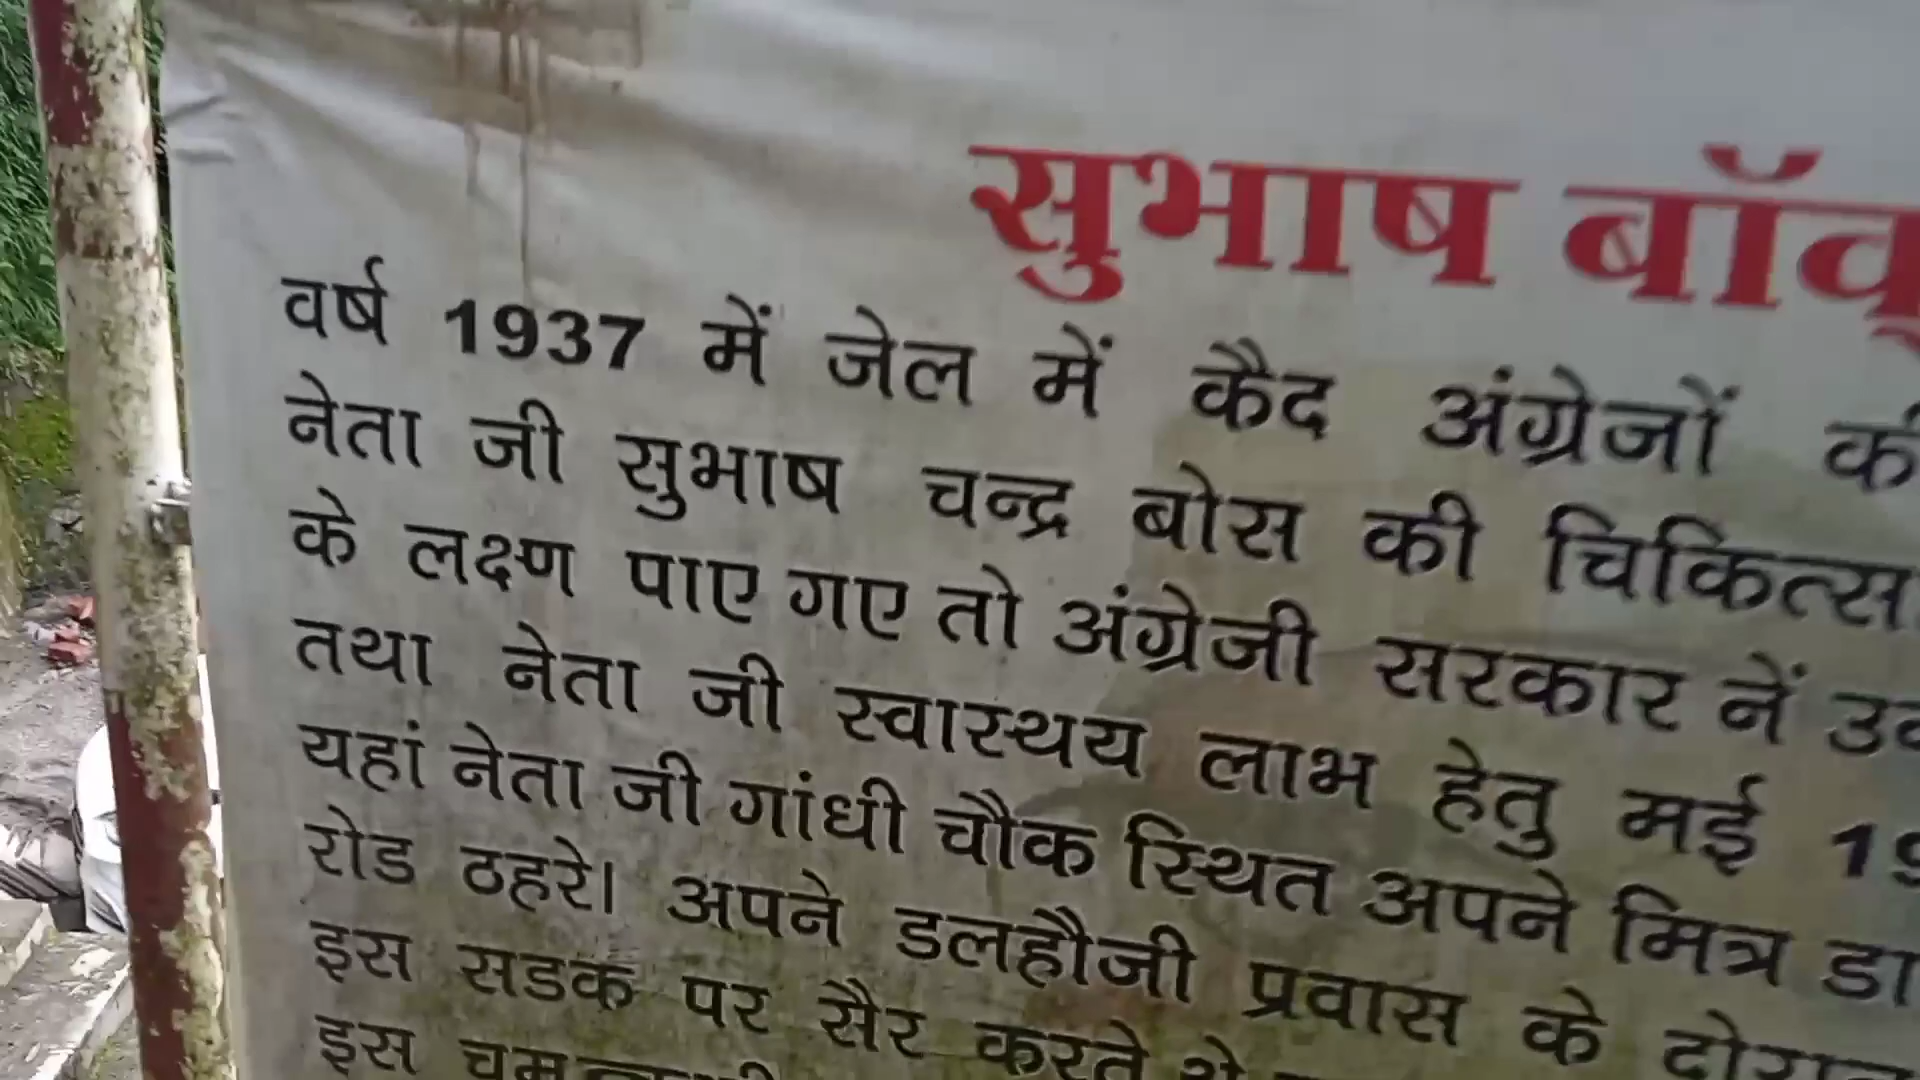 सुभाष
वर्ष 1937 में जेल में कैद अंग्रेजों
नेता जी सुभाष चन्द्र बोस की
के लक्ष्ण पाए गए तो अंग्रेजी सरकार नें
तथा नेता जी स्वास्थय लाभ हेतु मई
यहां नेता जी गांधी चौक स्थित अपने मित्र
रोड ठहरे। अपने डलहौजी प्रवास के
इस सडक पर सैर करते थे
इस